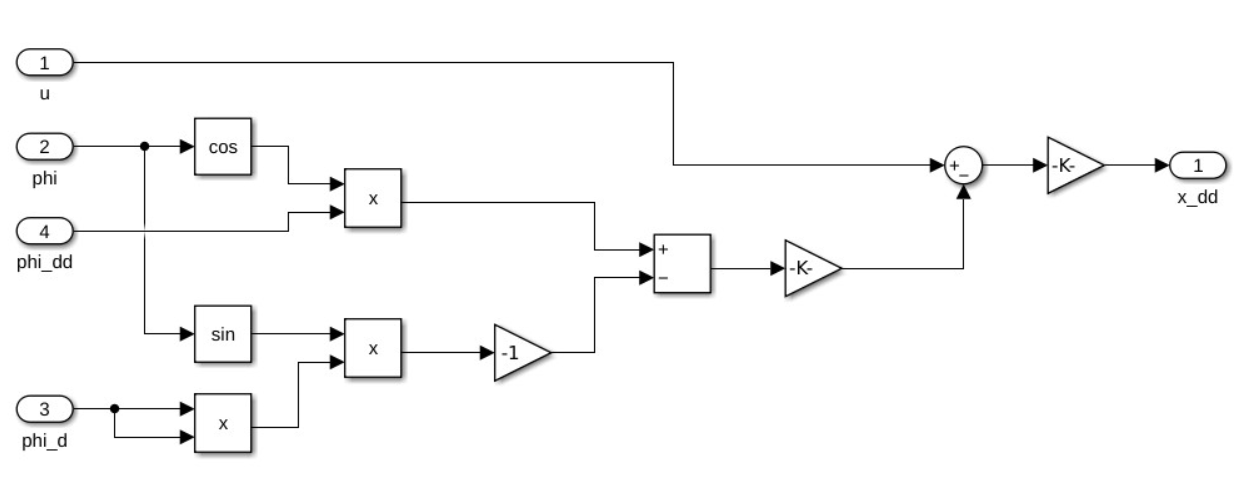 1
u
2
phi
cos
x
4
phi_dd
+
−
-K-
+
_
-K-
1
x_dd
sin
x
-1
3
phi_d
x